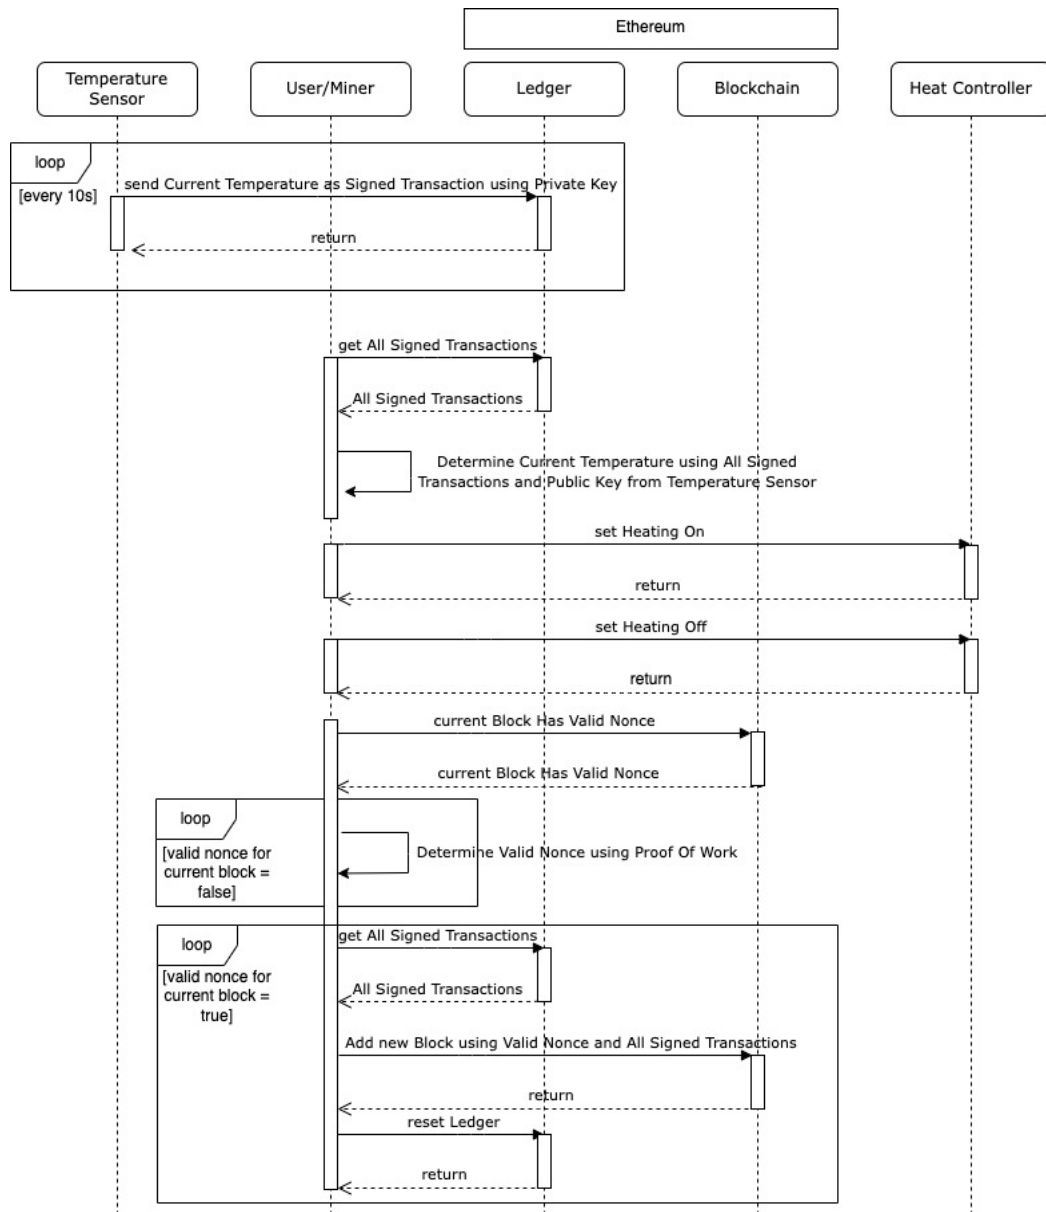 Ethereum
Temperature
Sensor
User/Miner
Ledger
Blockchain
Heat Controller
loop
[every 10s]
send Current Temperature as Signed Transaction using Private Key
return
get All Signed Transactions
All Signed Transactions
Determine Current Temperature using All Signed
Transactions and Public Key from Temperature Sensor
set Heating On
return
set Heating Off
return
current Block Has Valid Nonce
current Block Has Valid Nonce
loop
[valid nonce for
current block =
false]
Determine Valid Nonce using Proof Of Work
loop
[valid nonce for
current block =
true]
get All Signed Transactions
All Signed Transactions
Add new Block using Valid Nonce and All Signed Transactions
return
reset Ledger
return